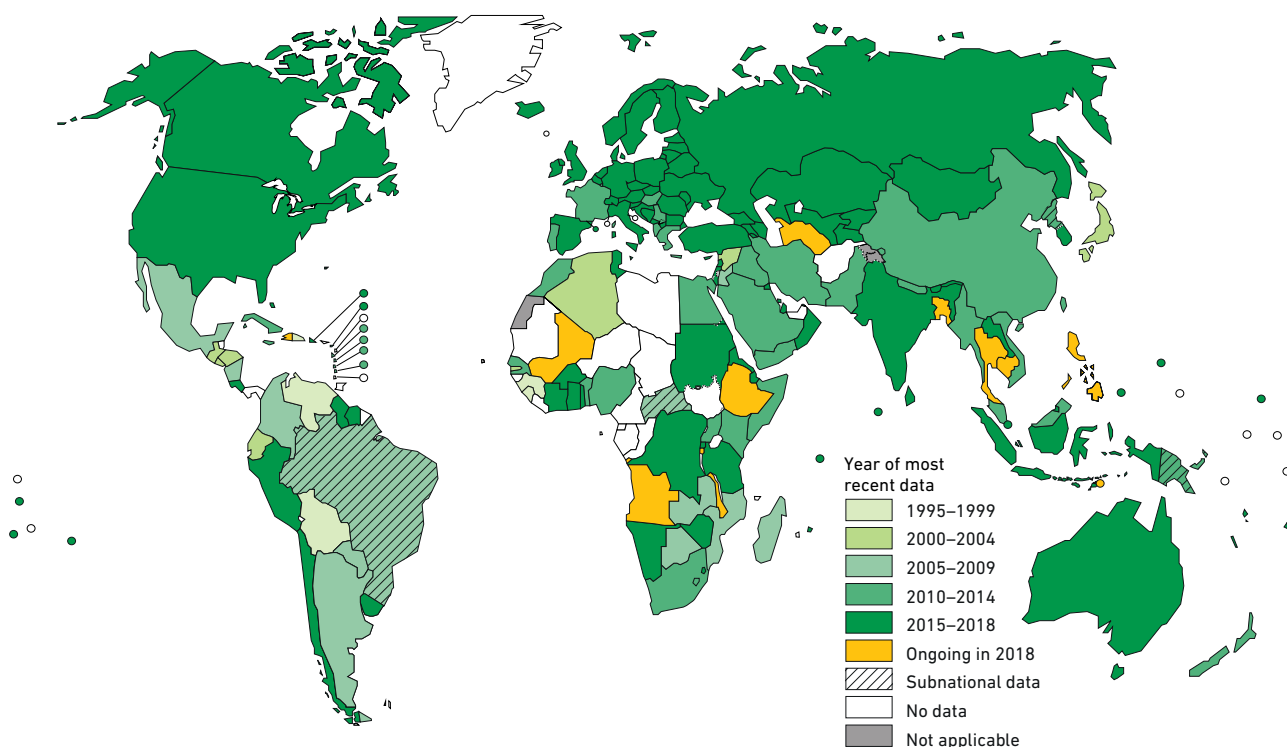 Year of most
recent data
1995–1999
2000–2004
2005–2009
2010–2014
2015–2018
Ongoing in 2018
Subnational data
No data
Not applicable